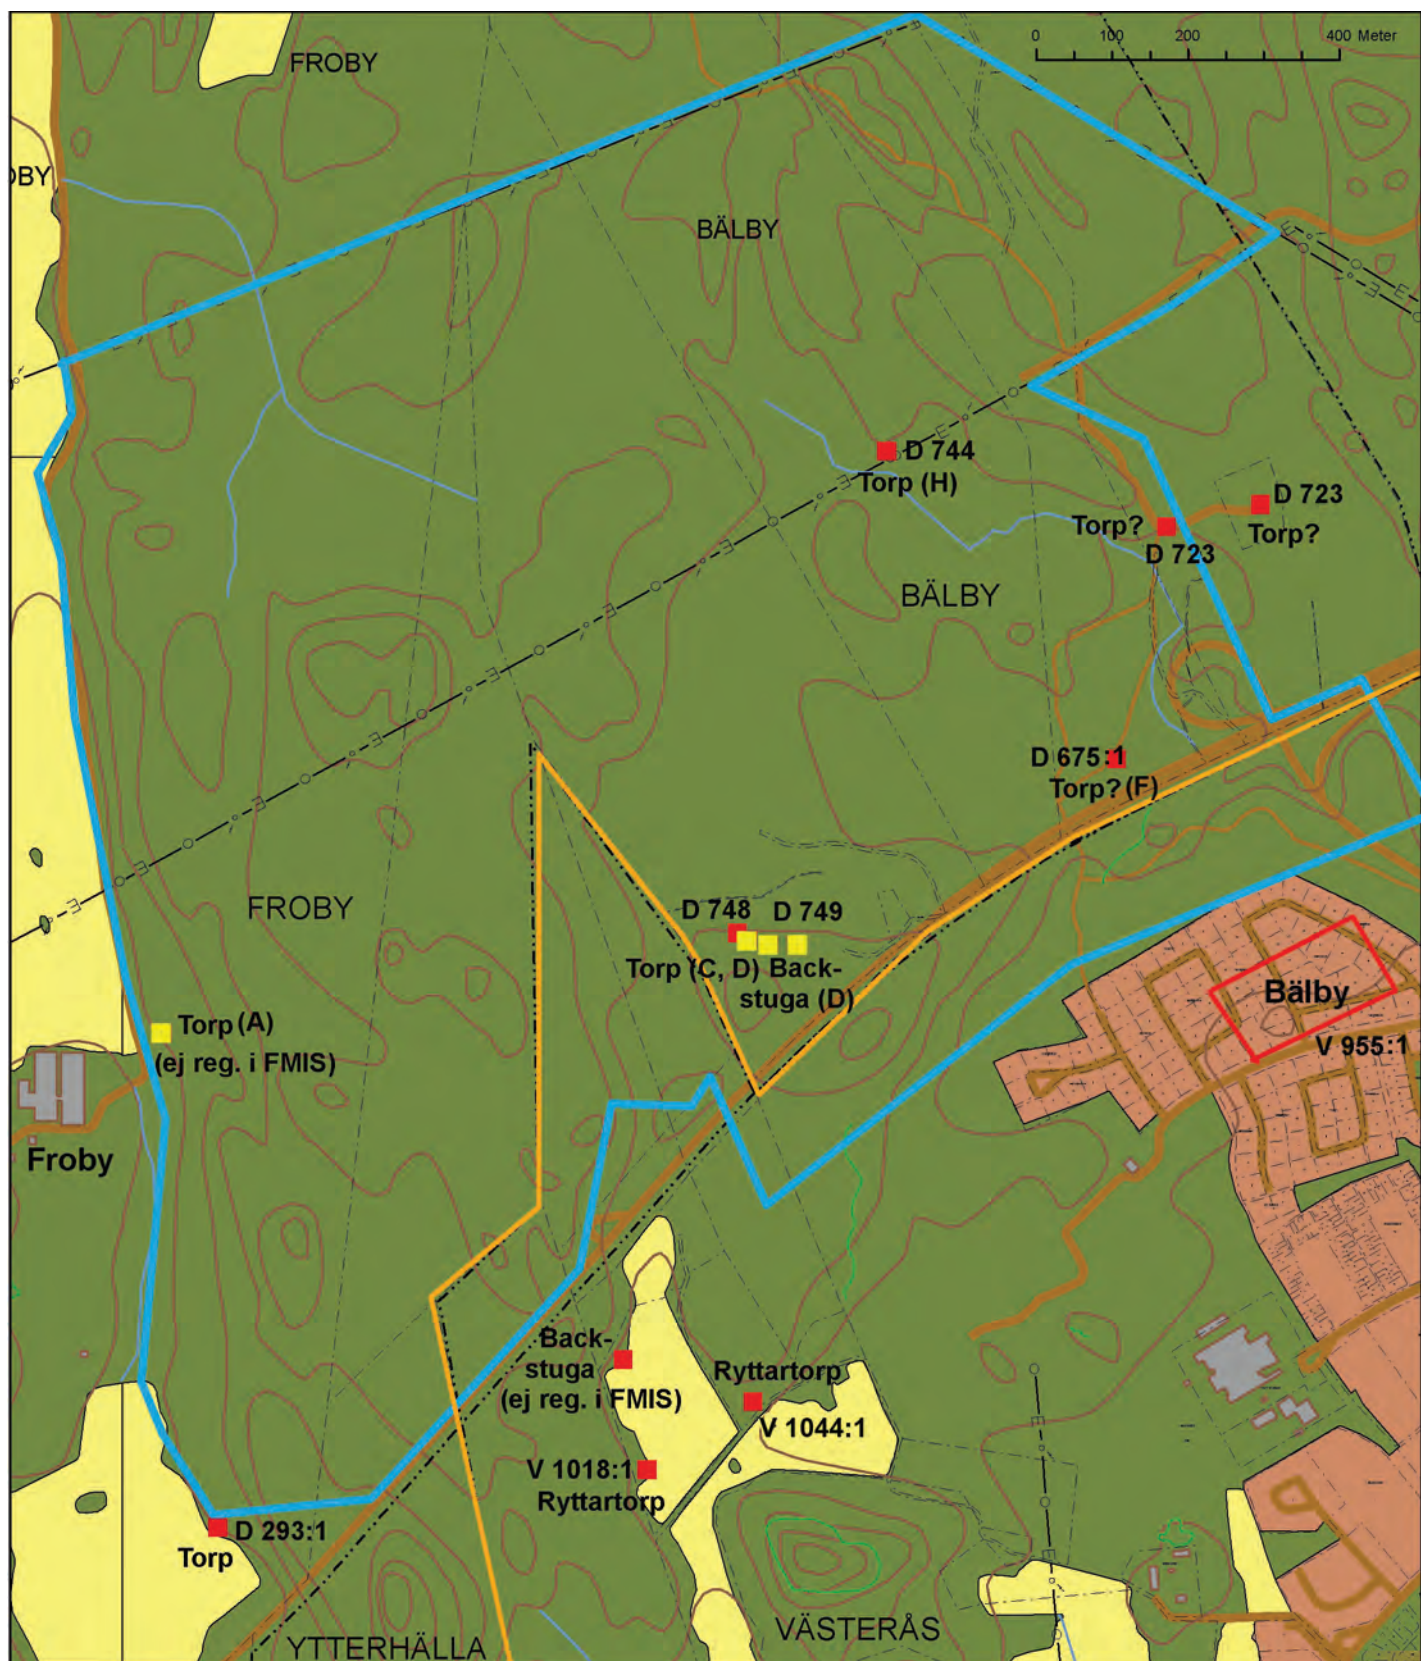 0 100 200 400 Meter
FROBY
OBY
BÄLBY
D 744
Torp (H)
D 723
Torp?
Torp?
D 723
BÄLBY
D 675:1
Torp? (F)
FROBY
D 748
D 749
Torp (C, D)
Back-
stuga (D)
Bälby
V 955:1
Torp (A)
(ej reg. i FMIS)
Froby
Back-
stuga
(ej reg. i FMIS)
Ryttartorp
V 1044:1
V 1018:1
Ryttartorp
D 293:1
Torp
YTTERHÄLLA
VÄSTERÅS